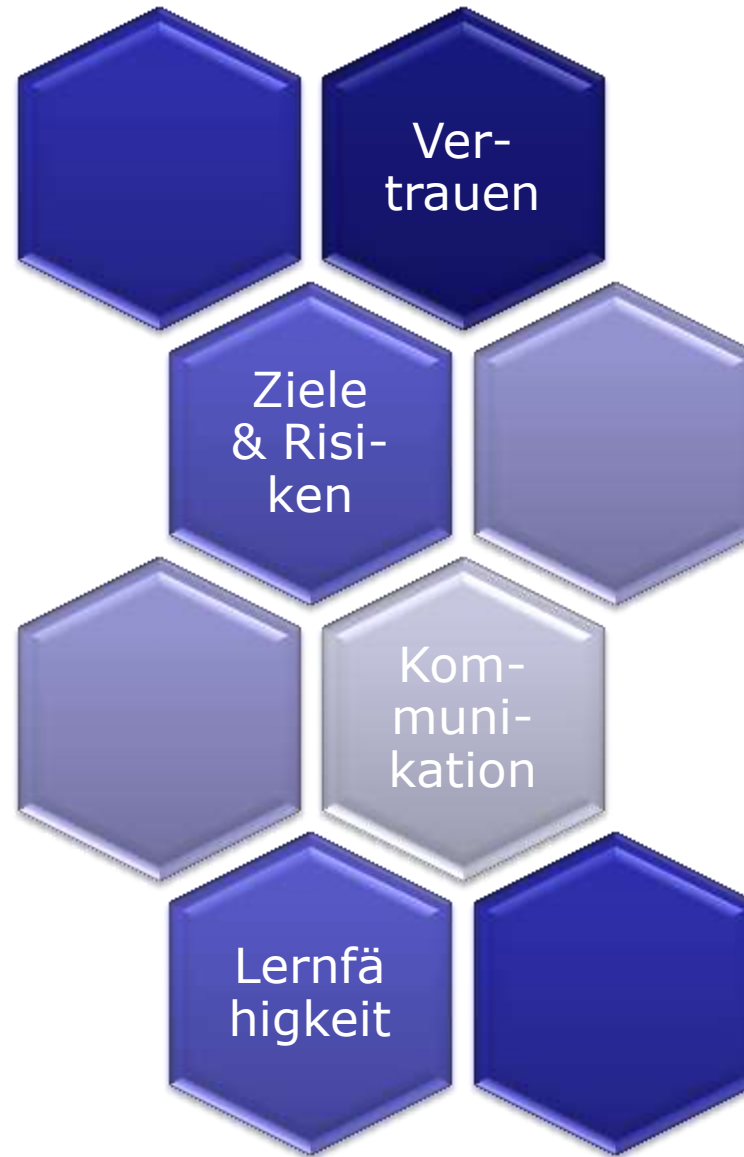 Ver-
trauen
Ziele
& Risi-
ken
Kom-
muni-
kation
Lernfä
higkeit